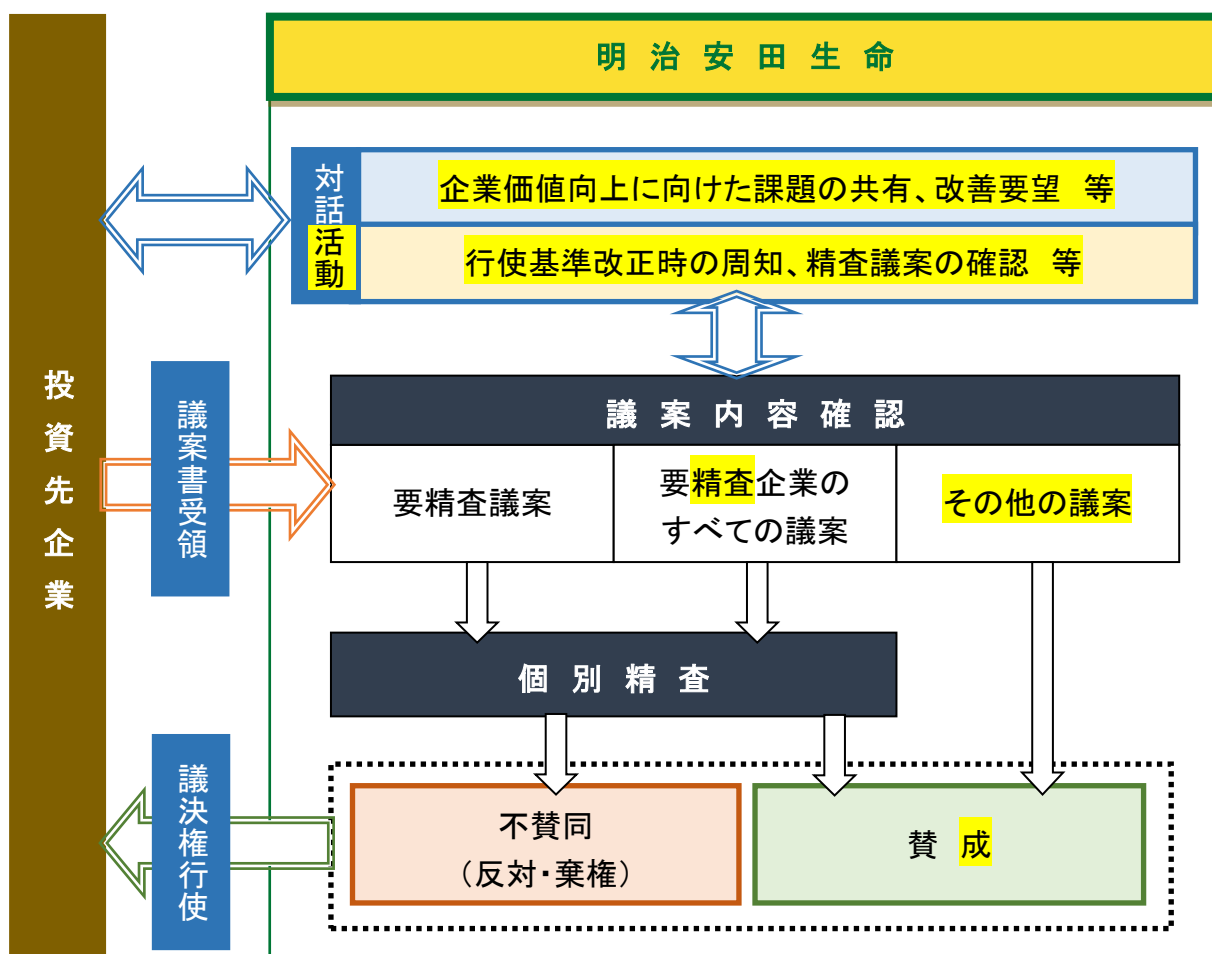 明治安田生命
対話活動
企業価値向上に向けた課題の共有、改善要望 等
行使基準改正時の周知、精査議案の確認 等
投資先企業
議案書受領
議案内容確認
要精査議案
要精査企業の
すべての議案
その他の議案
個別精査
議決権行使
不賛同
（反対・棄権）
賛 成